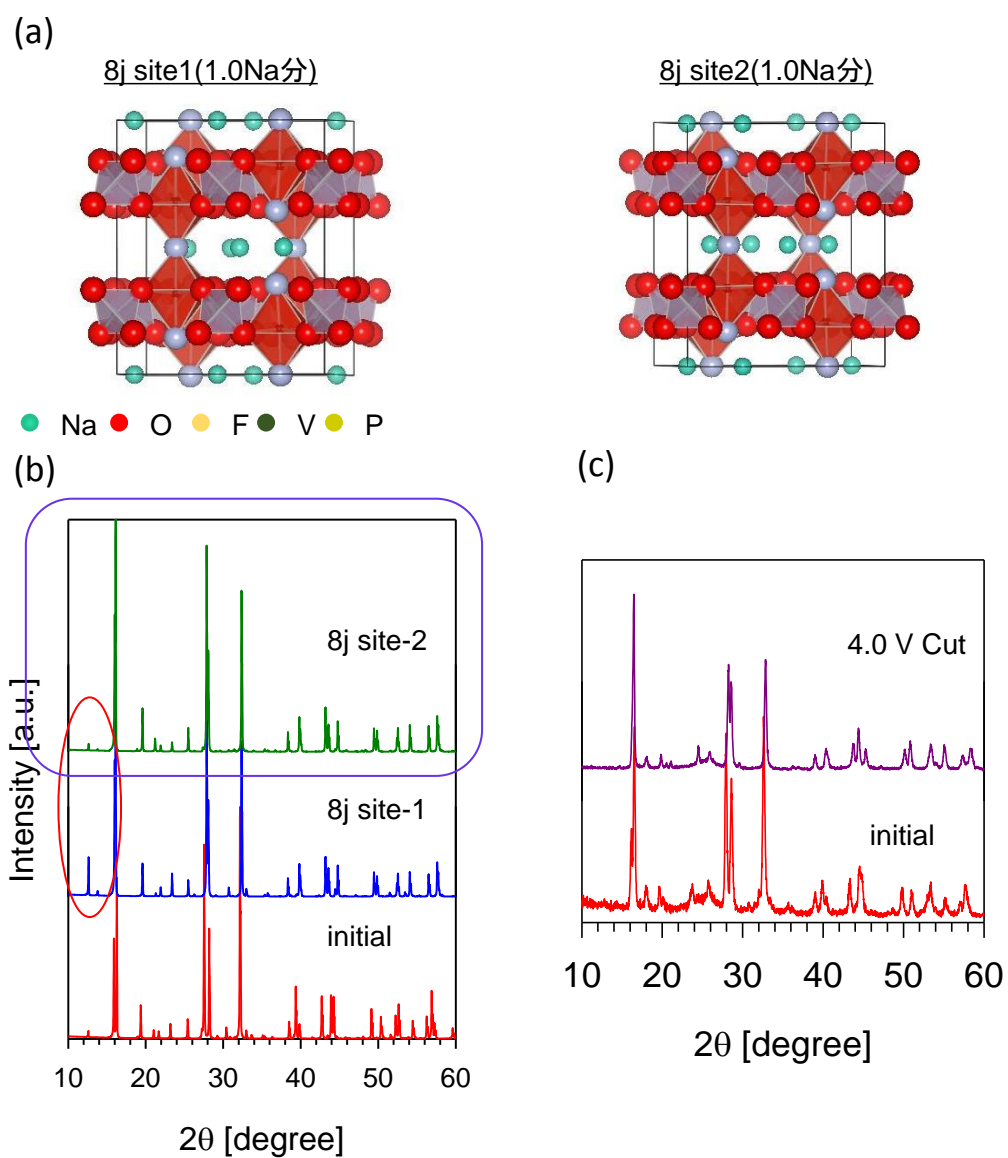 (a)
8j site1(1.0Na分)
8j site2(1.0Na分)
Na O F V P
(b)
(c)
Intensity [a.u.]
8j site-2
8j site-1
initial
10 20 30 40 50 60
2θ [degree]
4.0 V Cut
initial
10 20 30 40 50 60
2θ [degree]